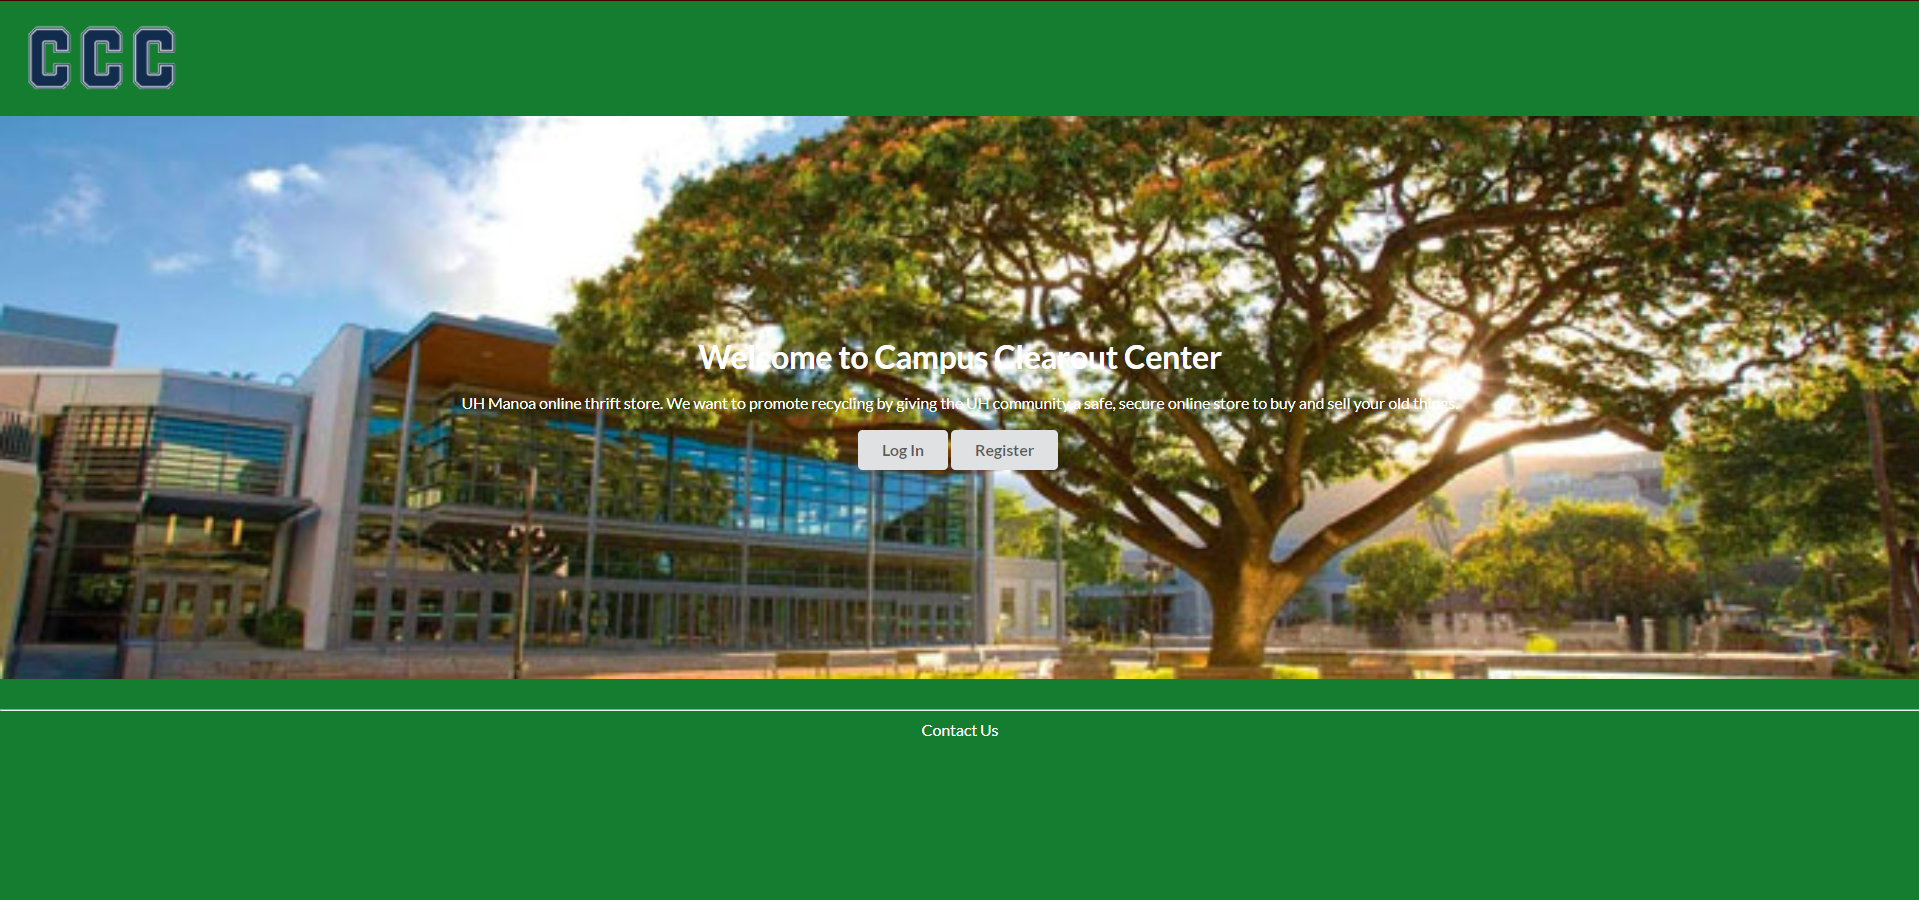 CCC
Welcome to Campus Clearout Center
UH Manoa online thrift store. We want to promote recycling by giving the UH community a safe, secure online store to buy and sell your old things.
Log In Register
Contact Us